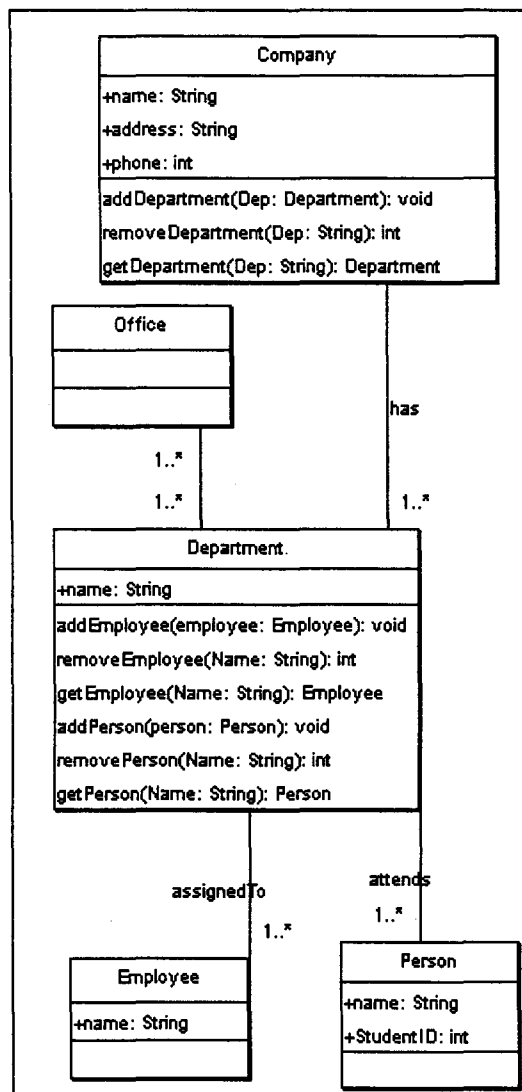 Company
+name: String
+address: String
+phone: int
addDepartment(Dep: Department): void
removeDepartment(Dep: String): int
getDepartment(Dep: String): Department
Office
has
1..*
1..*
1..*
Department.
+name: String
addEmployee(employee: Employee): void
removeEmployee(Name: String): int
getEmployee(Name: String): Employee
addPerson(person: Person): void
removePerson(Name: String): int
getPerson(Name: String): Person
assignedTo
attends
1..*
1..*
Employee
+name: String
Person
+name: String
+StudentID: int